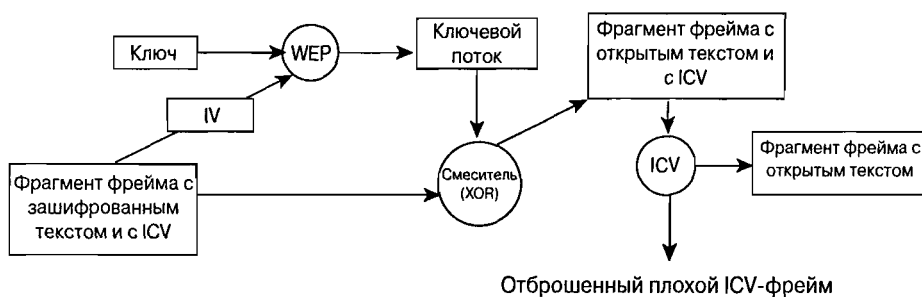 Ключ
WEP
Ключевой
поток
Фрагмент фрейма с
открытым текстом и
с ICV
IV
Фрагмент фрейма с
зашифрованным
текстом и с ICV
Смеситель
(XOR)
ICV
Фрагмент фрейма с
открытым текстом
Отброшенный плохой ICV-фрейм